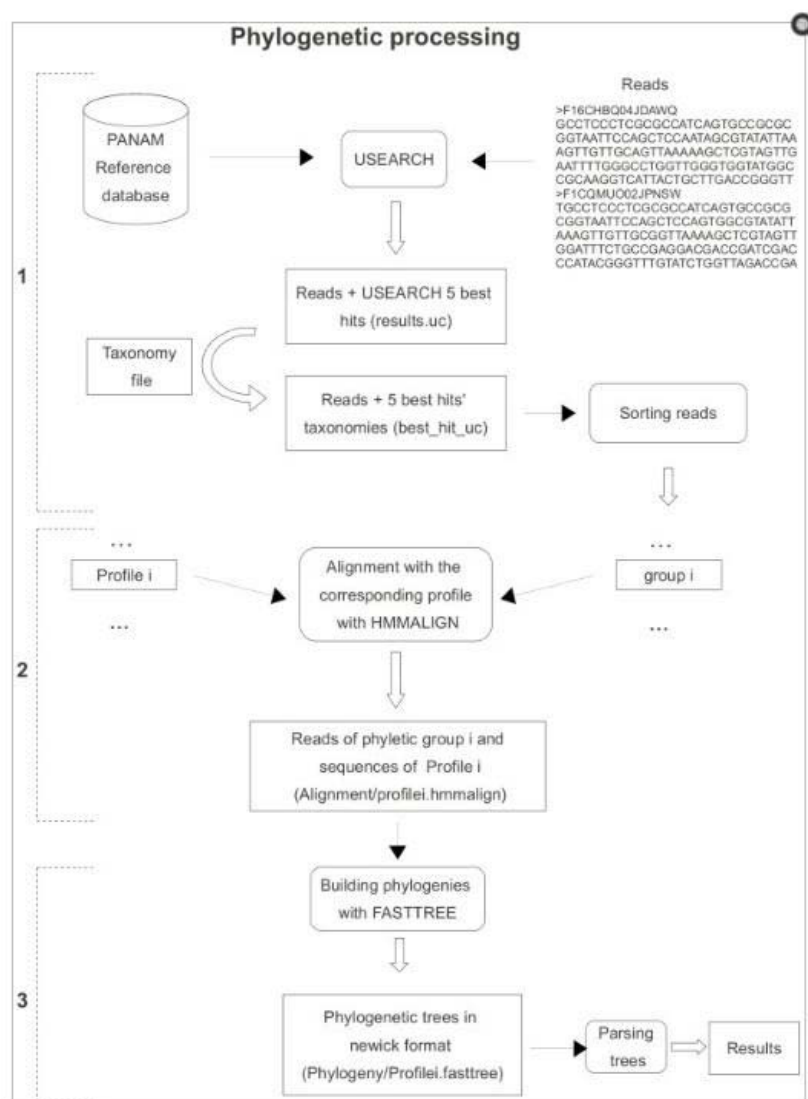 Phylogenetic processing
Reads
>F16CHBQ04JDAWQ
GCCTCCCTCGCGCCATCAGTGCCGCGC
GGTAATTCCAGCTCCAATAGCGTATATTAA
AGTTGTTGCAGTTAAAAAGCTCGTAGTTG
AATTTTGGGCCTGGTTGGGTGGTATGGC
CGCAAGGTCATTACTGCTTGACCGGGTT
>F1CQMUO02JPNSW
TGCCTCCCTCGCGCCATCAGTGCCGCG
CGGTAATTCCAGCTCCAGTGGCGTATATT
AAAGTTGTTGCGGTTAAAAGCTCGTAGTT
GGATTTCTGCCGAGGACGACCGATCGAC
CCATACGGGTTTGTATCTGGTTAGACCGA
PANAM
Reference
database
USEARCH
1
Reads + USEARCH 5 best
hits (results.uc)
Taxonomy
file
Reads + 5 best hits'
taxonomies (best_hit_uc)
Sorting reads
...
Profile i
...
Alignment with the
corresponding profile
with HMMALIGN
...
group i
...
2
Reads of phyletic group i and
sequences of Profile i
(Alignment/profilei.hmmalign)
Building phylogenies
with FASTTREE
3
Phylogenetic trees in
newick format
(Phylogeny/Profilei.fasttree)
Parsing
trees
Results